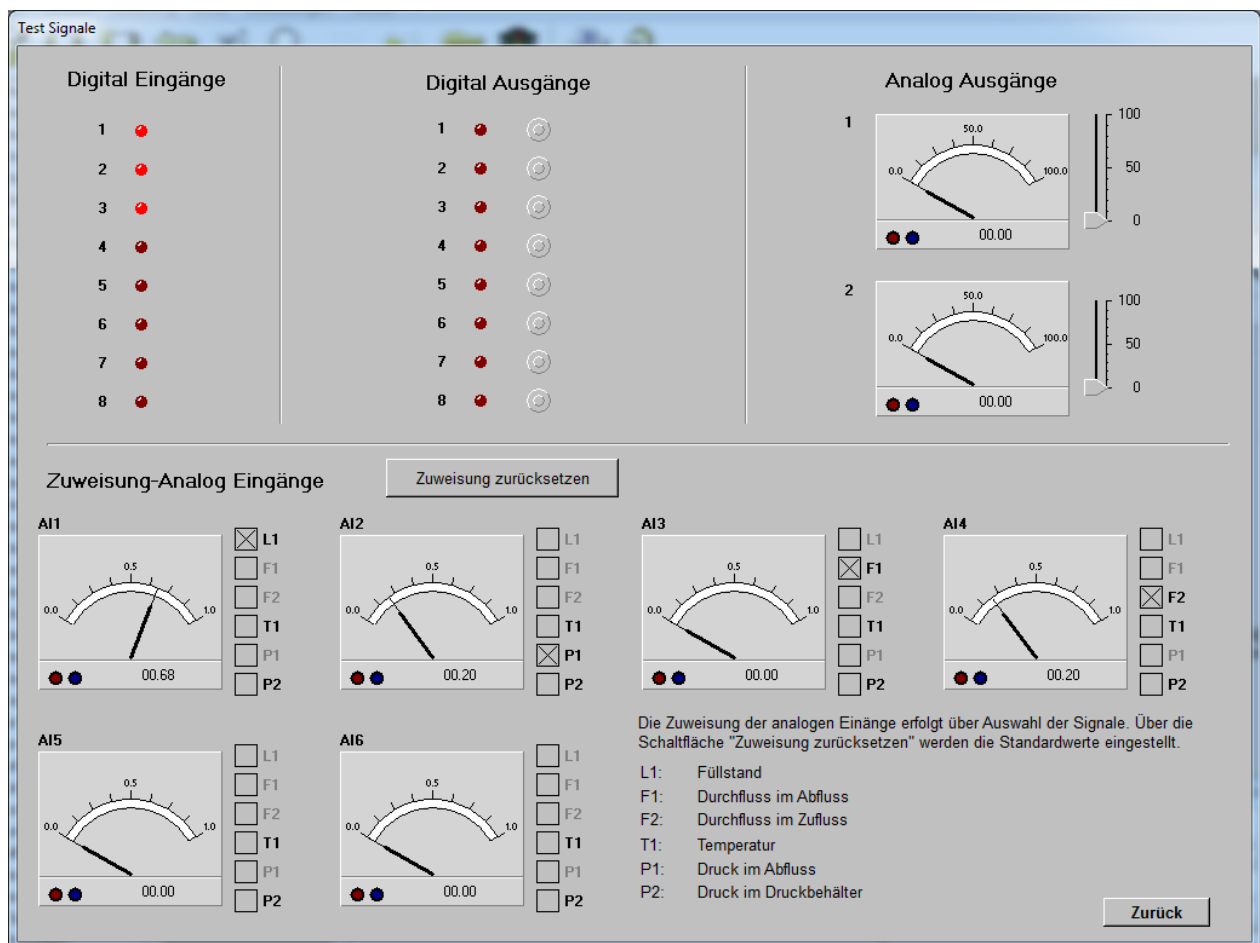 Test Signale
Digital Eingänge
1
2
3
4
5
6
7
8
Digital Ausgänge
1
2
3
4
5
6
7
8
Analog Ausgänge
1
0.0 50.0 100.0
00.00
100
50
0
2
0.0 50.0 100.0
00.00
100
50
0
Zuweisung-Analog Eingänge
Zuweisung zurücksetzen
AI1
0.0 0.5 1.0
00.68
L1
F1
F2
T1
P1
P2
AI2
0.0 0.5 1.0
00.20
L1
F1
F2
T1
P1
P2
AI3
0.0 0.5 1.0
00.00
L1
F1
F2
T1
P1
P2
AI4
0.0 0.5 1.0
00.20
L1
F1
F2
T1
P1
P2
AI5
0.0 0.5 1.0
00.00
L1
F1
F2
T1
P1
P2
AI6
0.0 0.5 1.0
00.00
L1
F1
F2
T1
P1
P2
Die Zuweisung der analogen Einänge erfolgt über Auswahl der Signale. Über die
Schaltfläche "Zuweisung zurücksetzen" werden die Standardwerte eingestellt.
L1: Füllstand
F1: Durchfluss im Abfluss
F2: Durchfluss im Zufluss
T1: Temperatur
P1: Druck im Abfluss
P2: Druck im Druckbehälter
Zurück